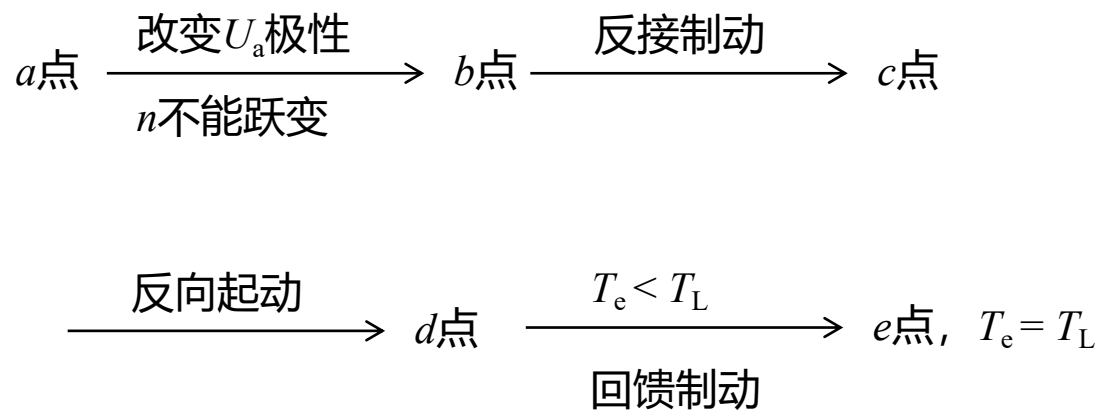 改变Ua极性
反接制动
a点
b点
c点
n不能跃变
反向起动
Te < TL
d点
e点，Te = TL
回馈制动